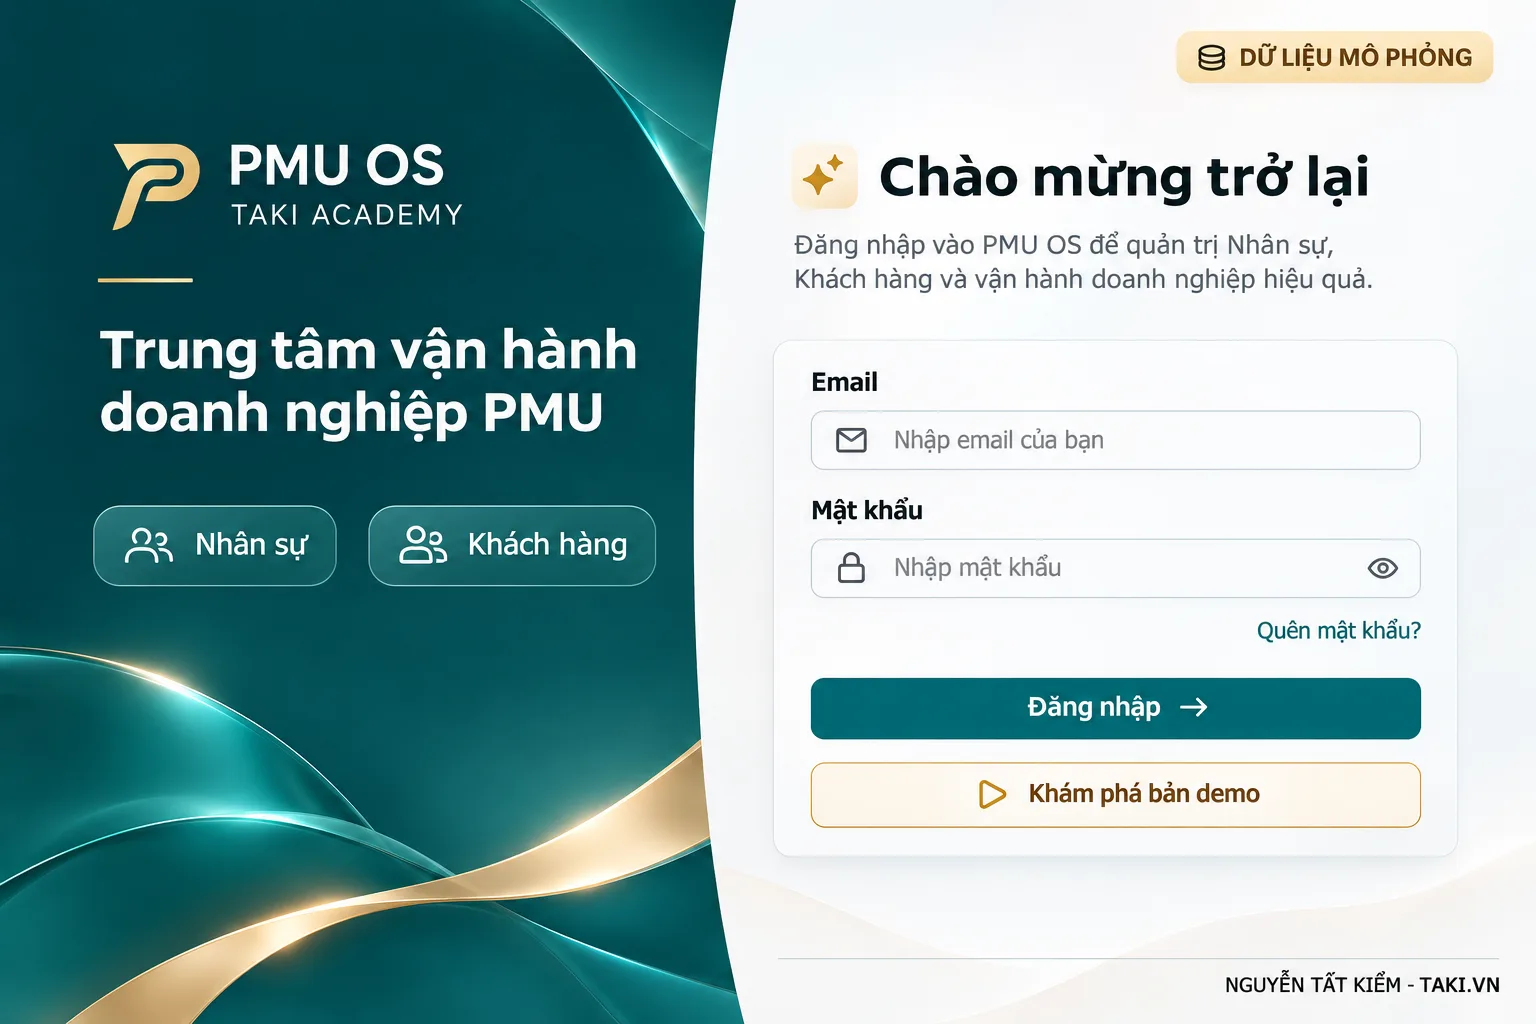 PMU OS
TAKI ACADEMY
Trung tâm vận hành
doanh nghiệp PMU
Nhân sự
Khách hàng
DỮ LIỆU MÔ PHỎNG
Chào mừng trở lại
Đăng nhập vào PMU OS để quản trị Nhân sự,
Khách hàng và vận hành doanh nghiệp hiệu quả.
Email
Nhập email của bạn
Mật khẩu
Nhập mật khẩu
Quên mật khẩu?
Đăng nhập →
Khám phá bản demo
NGUYỄN TẤT KIỂM - TAKI.VN